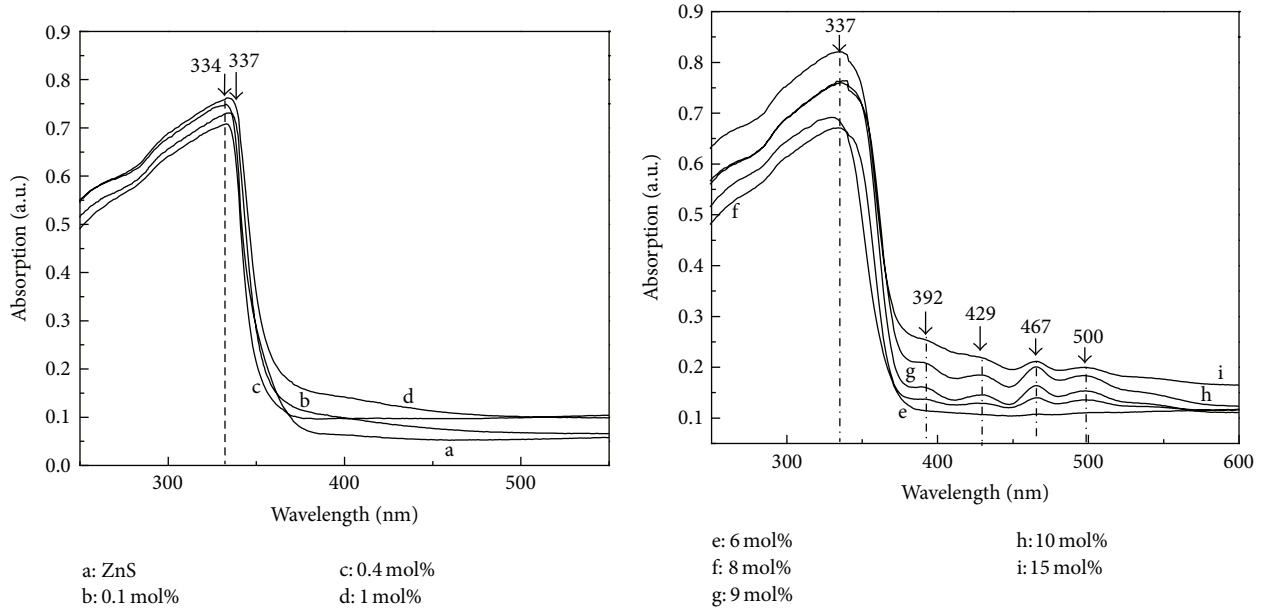 0.9
0.8
0.7
0.6
0.5
0.4
0.3
0.2
0.1
0.0
Absorption (a.u.)
334 337
c
b
d
a
300
400
500
Wavelength (nm)
a: ZnS
b: 0.1 mol%
c: 0.4 mol%
d: 1 mol%
0.9
0.8
0.7
0.6
0.5
0.4
0.3
0.2
0.1
Absorption (a.u.)
337
392
429
467
500
f
g
e
i
h
300
400
500
600
Wavelength (nm)
e: 6 mol%
f: 8 mol%
g: 9 mol%
h: 10 mol%
i: 15 mol%